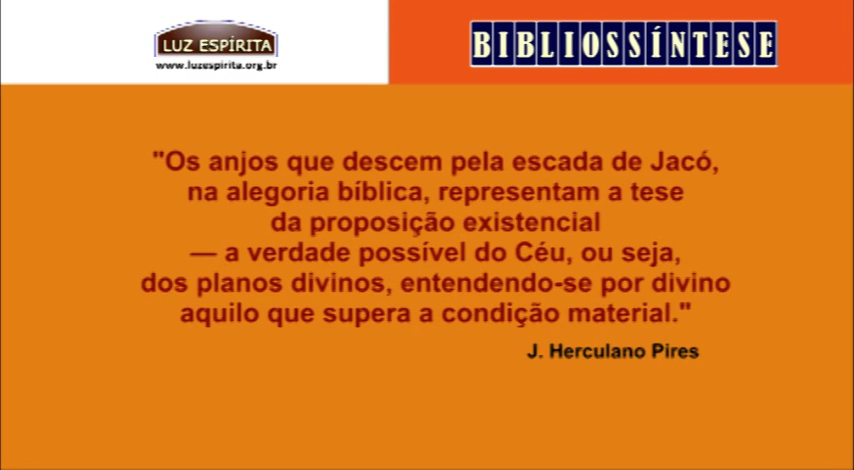 LUZ ESPÍRITA
www.luzespirita.org.br
BIBLIOSSÍNTESE
"Os anjos que descem pela escada de Jacó,
na alegoria bíblica, representam a tese
da proposição existencial
— a verdade possível do Céu, ou seja,
dos planos divinos, entendendo-se por divino
aquilo que supera a condição material."
J. Herculano Pires